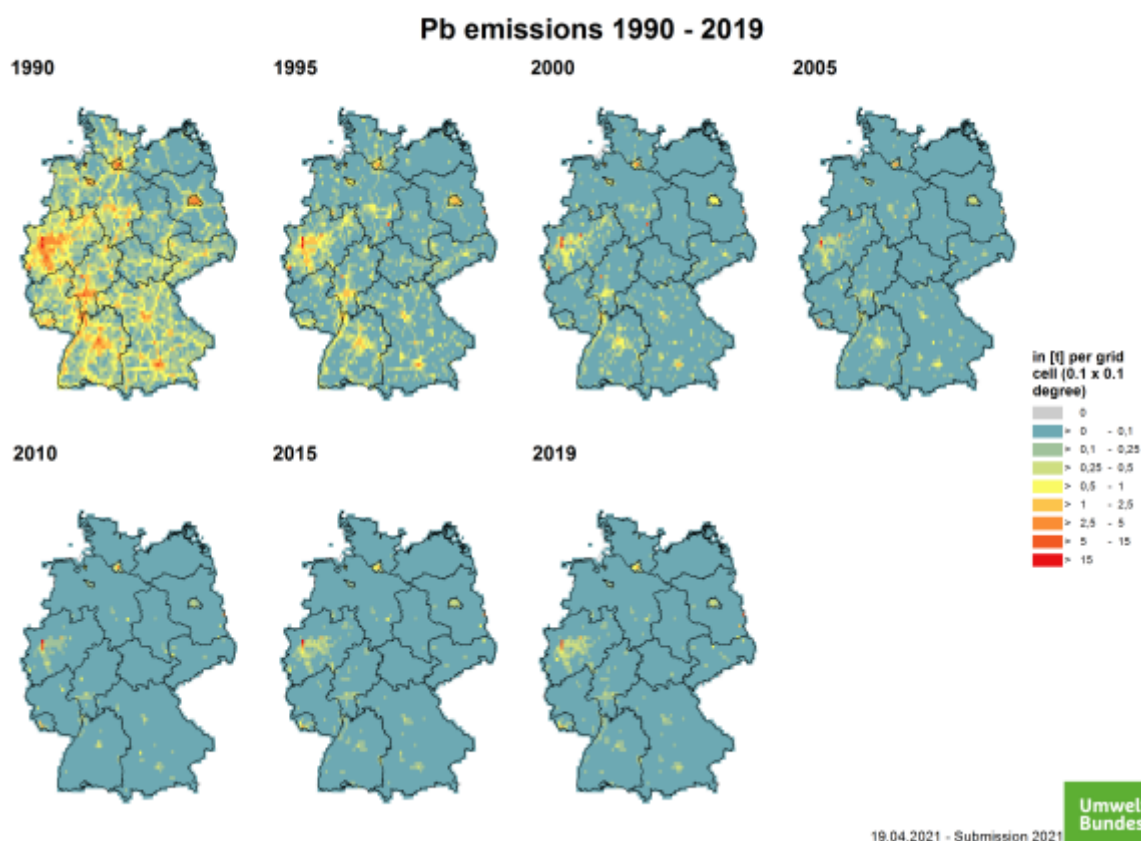 Pb emissions 1990 - 2019
1990
1995
2000
2005
in [t] per grid
cell (0.1 x 0.1
degree)
0
> 0 - 0,1
> 0,1 - 0,25
> 0,25 - 0,5
> 0,5 - 1
> 1 - 2,5
> 2,5 - 5
> 5 - 15
> 15
2010
2015
2019
19.04.2021 - Submission 2021
Umwel
Bundes